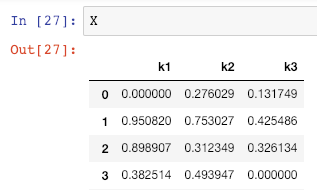 In [27]: X
Out[27]:
k1 k2 k3
0 0.000000 0.276029 0.131749
1 0.950820 0.753027 0.425486
2 0.898907 0.312349 0.326134
3 0.382514 0.493947 0.000000